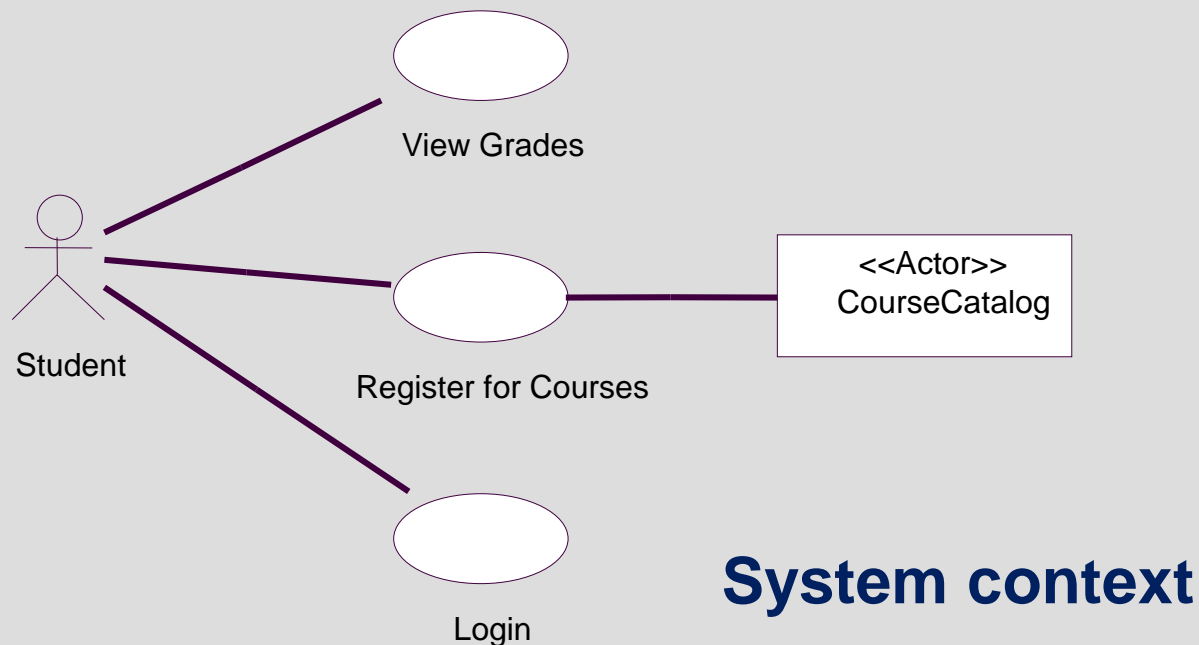 View Grades
<<Actor>>
CourseCatalog
Student
Register for Courses
System context
Login